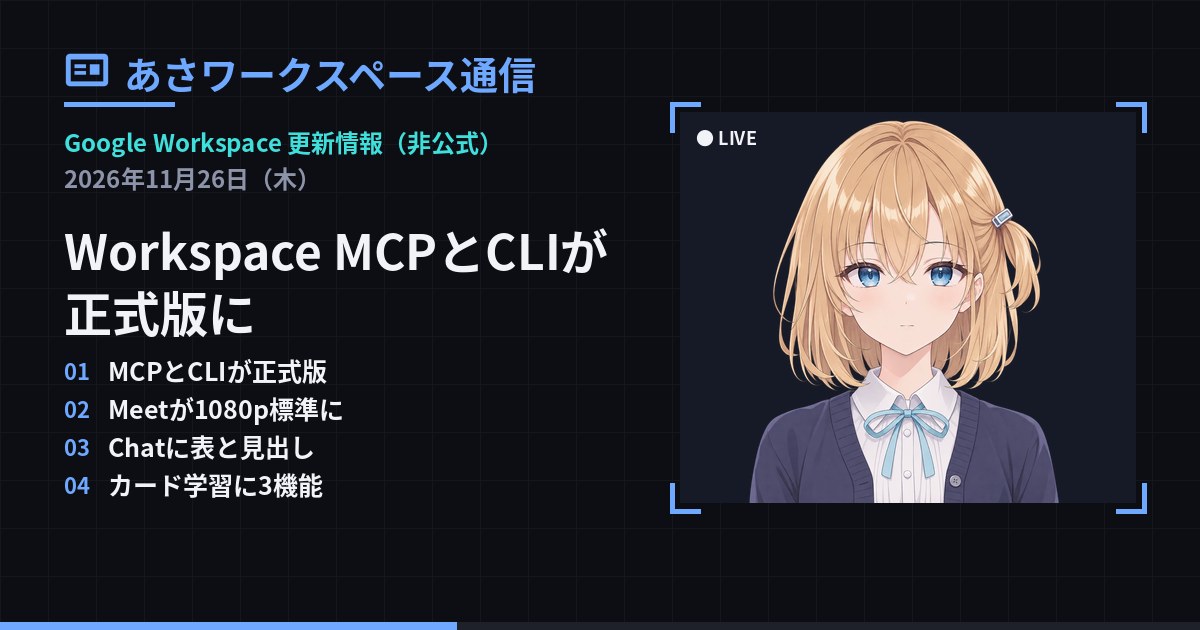 あさワークスペース通信
Google Workspace 更新情報（非公式）
2026年11月26日（木）
Workspace MCPとCLIが
正式版に
01 MCPとCLIが正式版
02 Meetが1080p標準に
03 Chatに表と見出し
04 カード学習に3機能
LIVE